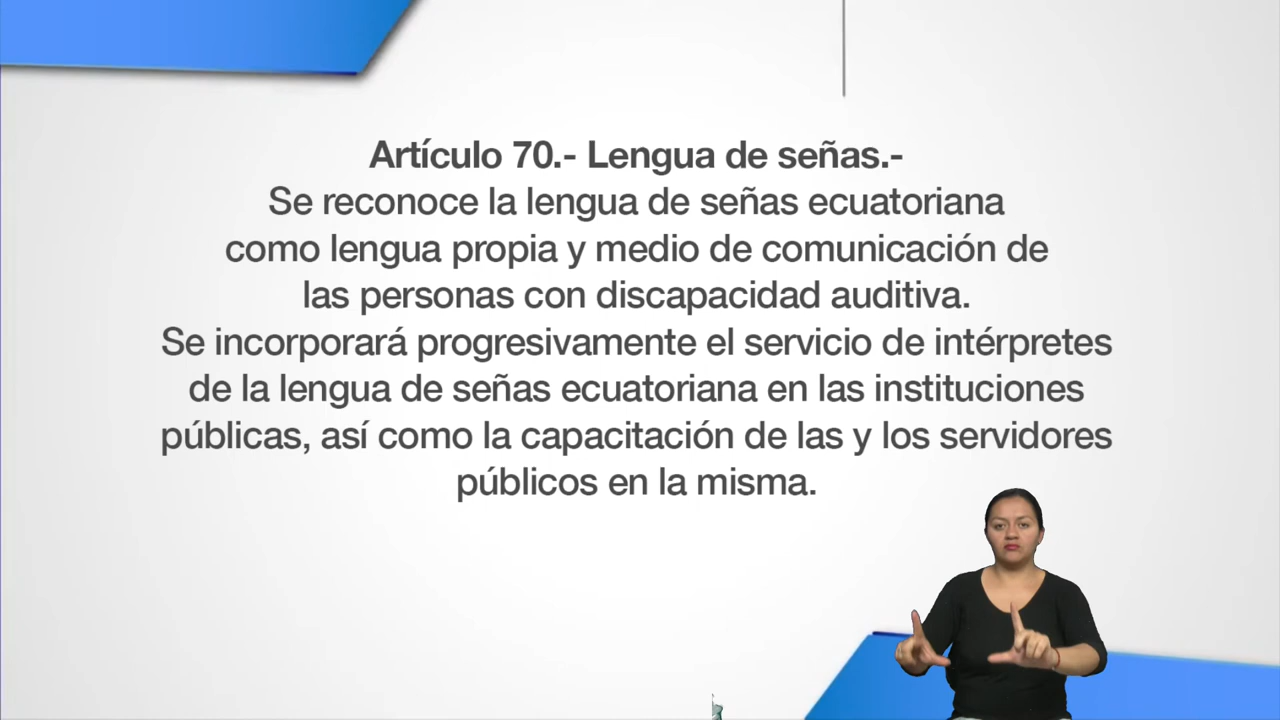 Artículo 70.- Lengua de señas.-
Se reconoce la lengua de señas ecuatoriana
como lengua propia y medio de comunicación de
las personas con discapacidad auditiva.
Se incorporará progresivamente el servicio de intérpretes
de la lengua de señas ecuatoriana en las instituciones
públicas, así como la capacitación de las y los servidores
públicos en la misma.